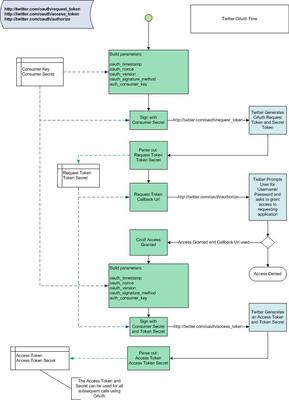 http://twitter.com/oauth/request_token
http://twitter.com/oauth/access_token
http://twitter.com/oauth/authorize
Twitter OAuth Flow
Build parameters:
oauth_timestamp
oauth_nonce
oauth_version
oauth_signature_method
oauth_consumer_key
Consumer Key
Consumer Secret
Sign with
Consumer Secret
http://twitter.com/oauth/request_token
Twitter Generates
OAuth Request
Token and Secret
Token
Parse out:
Request Token
Token Secret
Request Token
Token Secret
Request Token
Callback Url
http://twitter.com/oauth/authorize
Twitter Prompts
User for
Username/
Password and
asks to grant
access to
requesting
application
Cool! Access
Granted
Access Granted and Callback Url used
Access Denied
Build parameters:
oauth_timestamp
oauth_nonce
oauth_version
oauth_signature_method
oauth_consumer_key
Sign with
Consumer Secret
and Token Secret
http://twitter.com/oauth/access_token
Twitter Generates
an Access Token
and Token Secret
Access Token
Access Token Secret
Parse out:
Access Token
Access Token Secret
The Access Token and
Secret can be used for all
subsequent calls using
OAuth